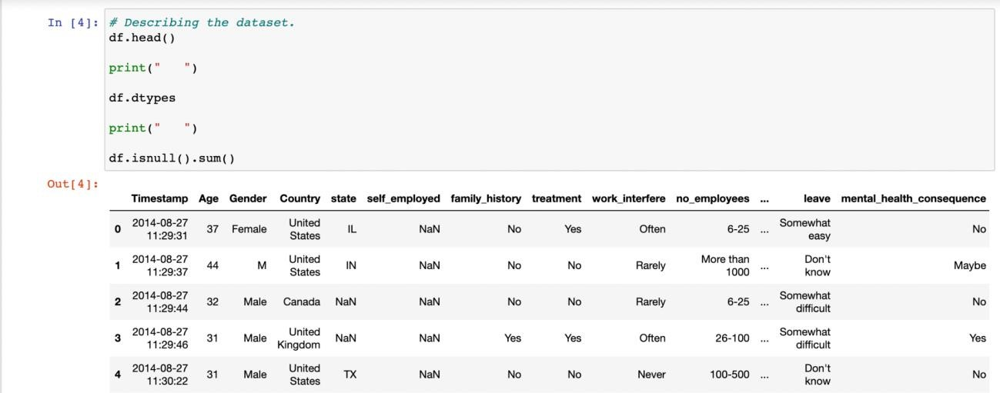 In [4]: # Describing the dataset.
df.head()
print("   ")
df.dtypes
print("   ")
df.isnull().sum()
Out[4]:
Timestamp Age Gender Country state self_employed family_history treatment work_interfere no_employees ... leave mental_health_consequence
0 2014-08-27 11:29:31 37 Female United States IL NaN No Yes Often 6-25 ... Somewhat easy No
1 2014-08-27 11:29:37 44 M United States IN NaN No No Rarely More than 1000 ... Don't know Maybe
2 2014-08-27 11:29:44 32 Male Canada NaN NaN No No Rarely 6-25 ... Somewhat difficult No
3 2014-08-27 11:29:46 31 Male United Kingdom NaN NaN Yes Yes Often 26-100 ... Somewhat difficult Yes
4 2014-08-27 11:30:22 31 Male United States TX NaN No No Never 100-500 ... Don't know No